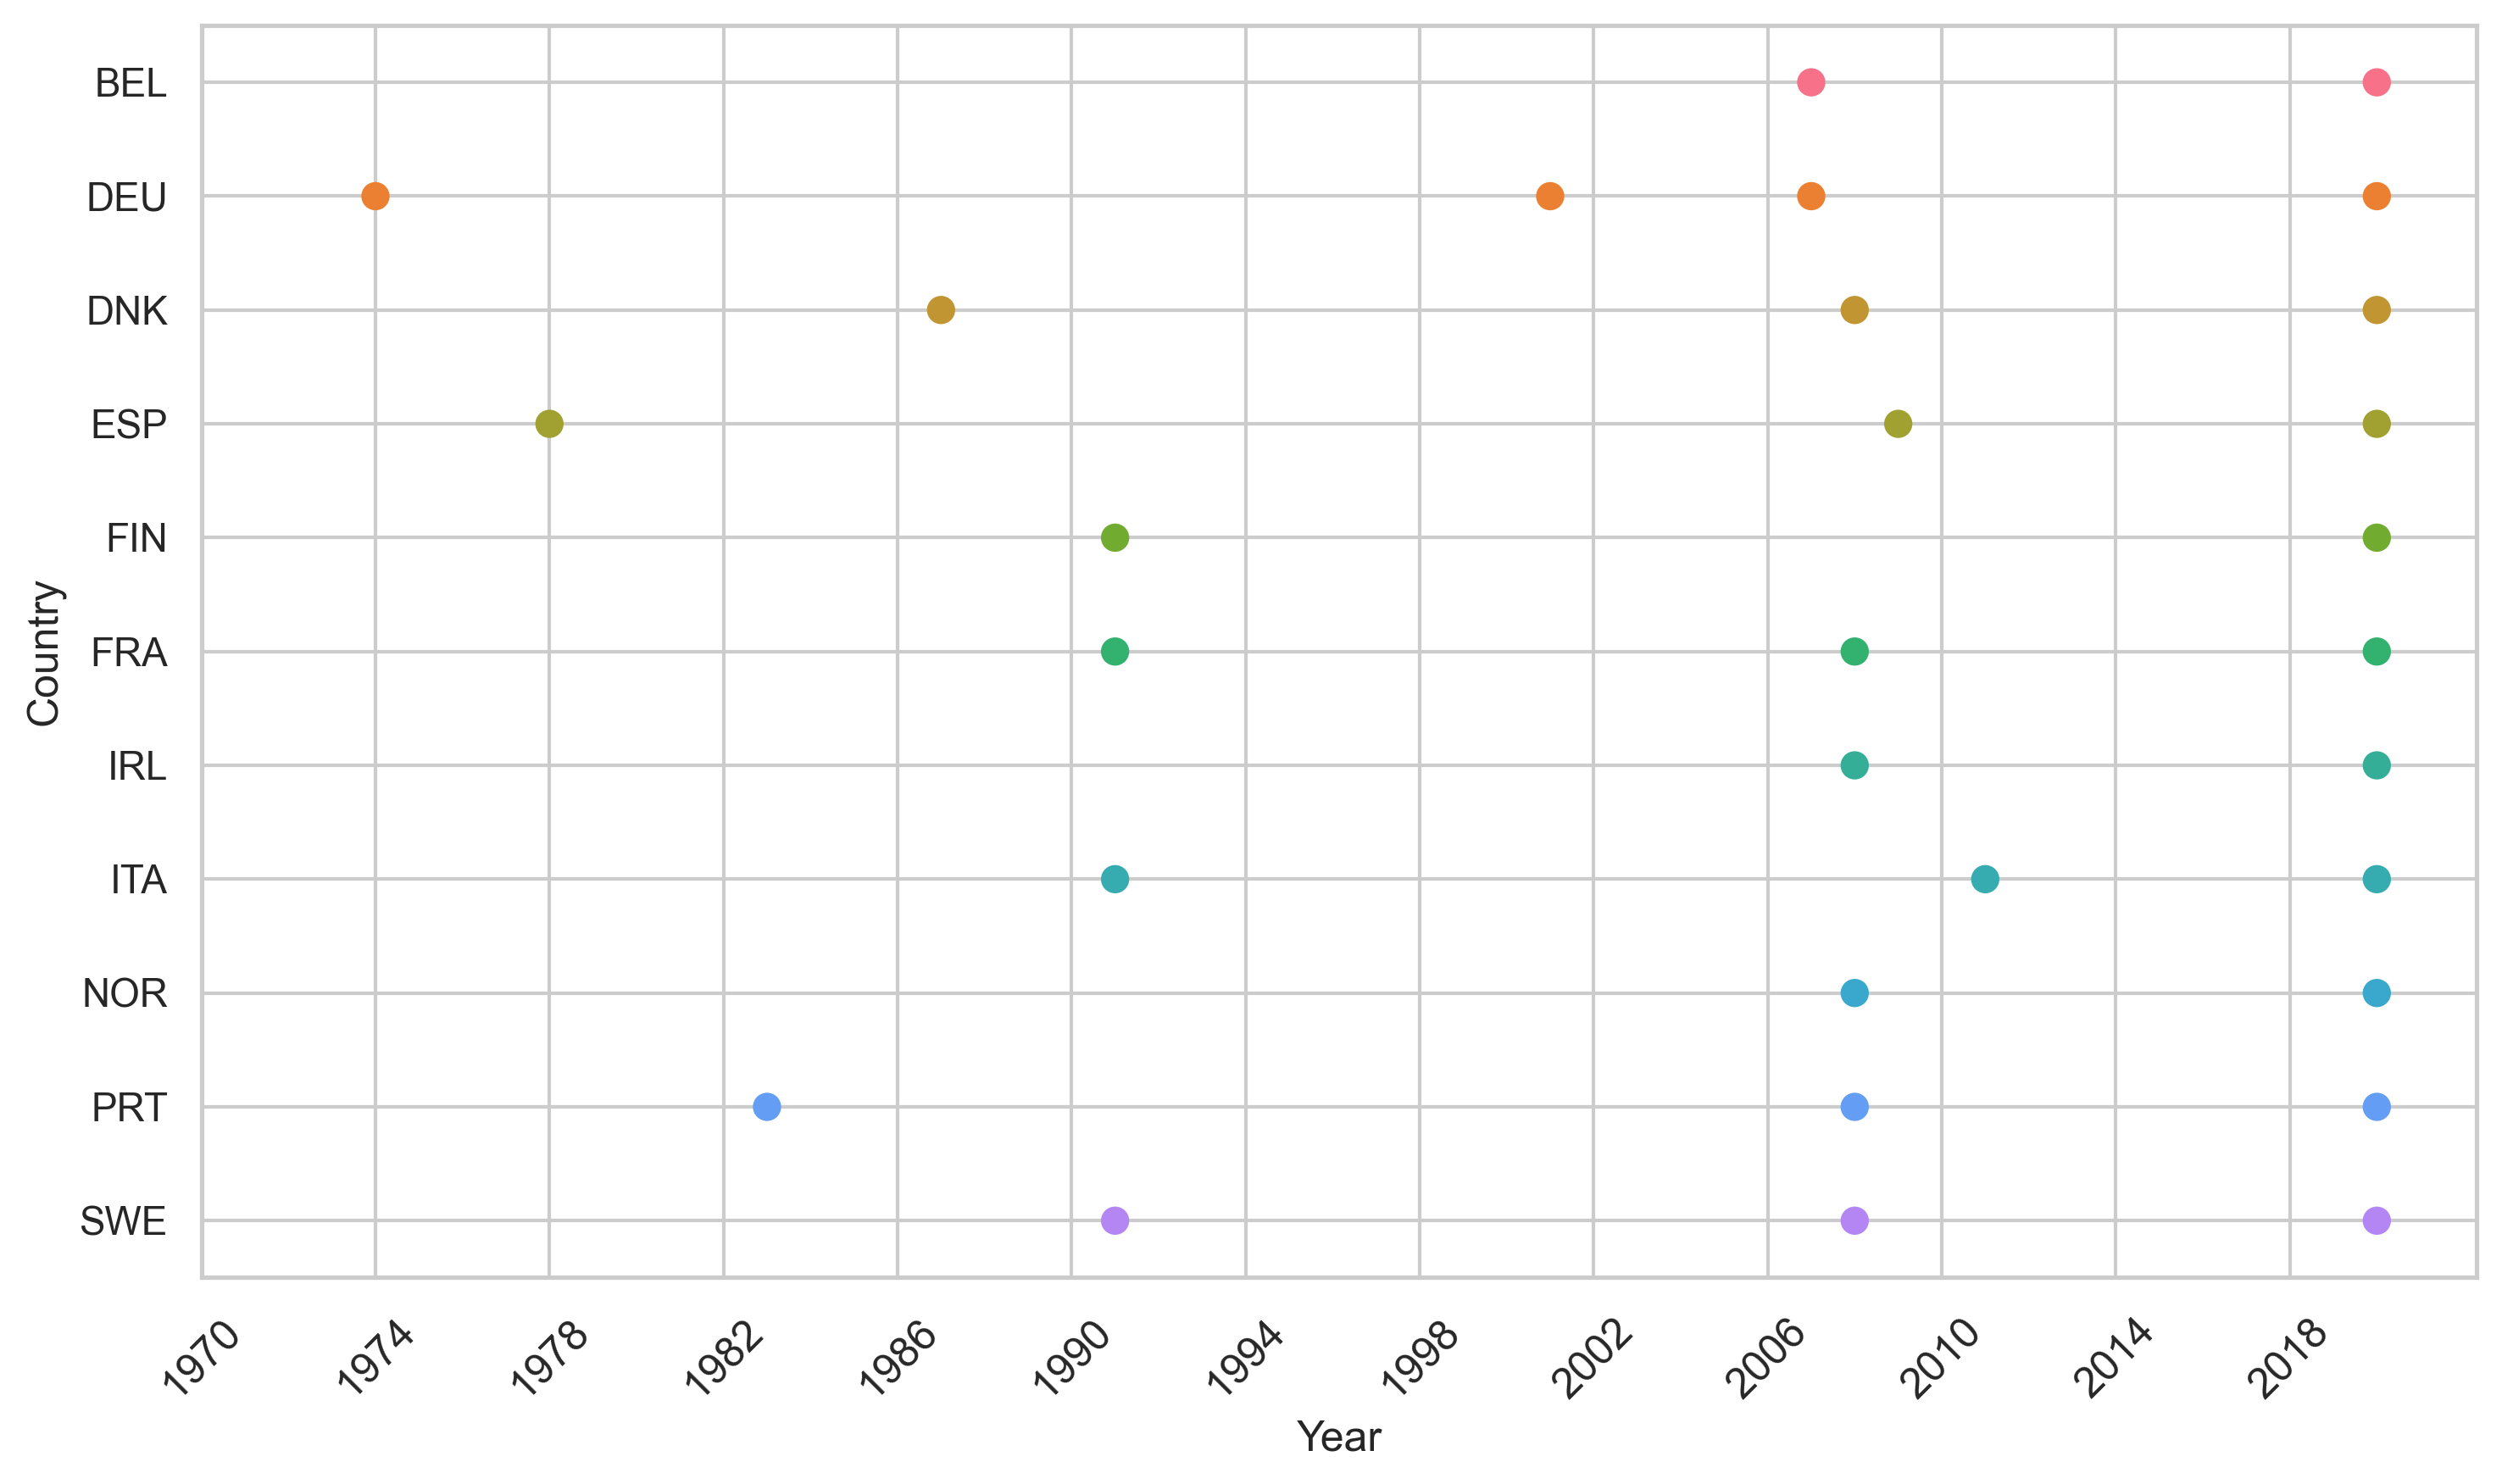 BEL
DEU
DNK
ESP
FIN
FRA
IRL
ITA
NOR
PRT
SWE
Country
1970
1974
1978
1982
1986
1990
1994
1998
2002
2006
2010
2014
2018
Year